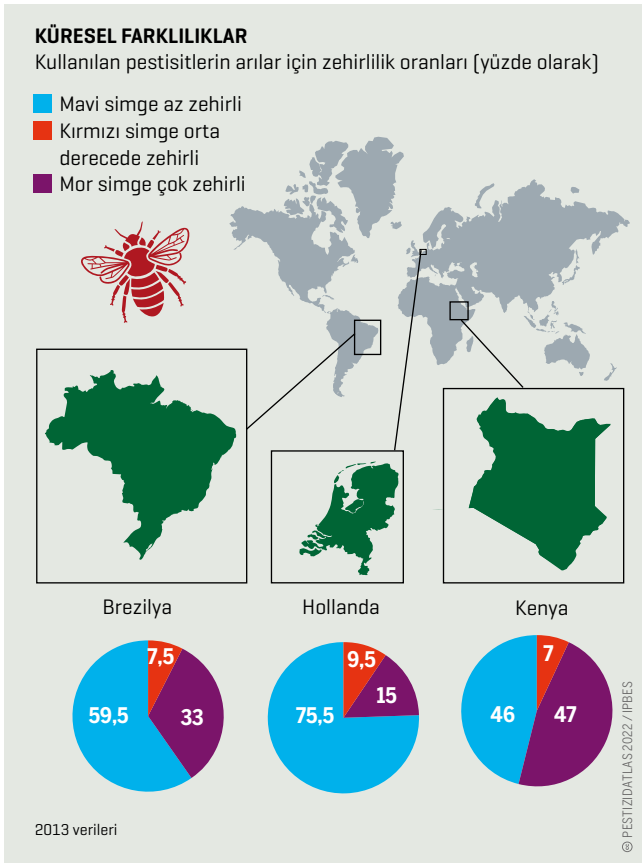 KÜRESEL FARKLILIKLAR
Kullanılan pestisitlerin arılar için zehirlilik oranları (yüzde olarak)
Mavi simge az zehirli
Kırmızı simge orta
derecede zehirli
Mor simge çok zehirli
Brezilya
Hollanda
Kenya
7,5
59,5
33
9,5
15
75,5
7
46
47
2013 verileri
PESTIZIDATLAS 2022 / IPBES